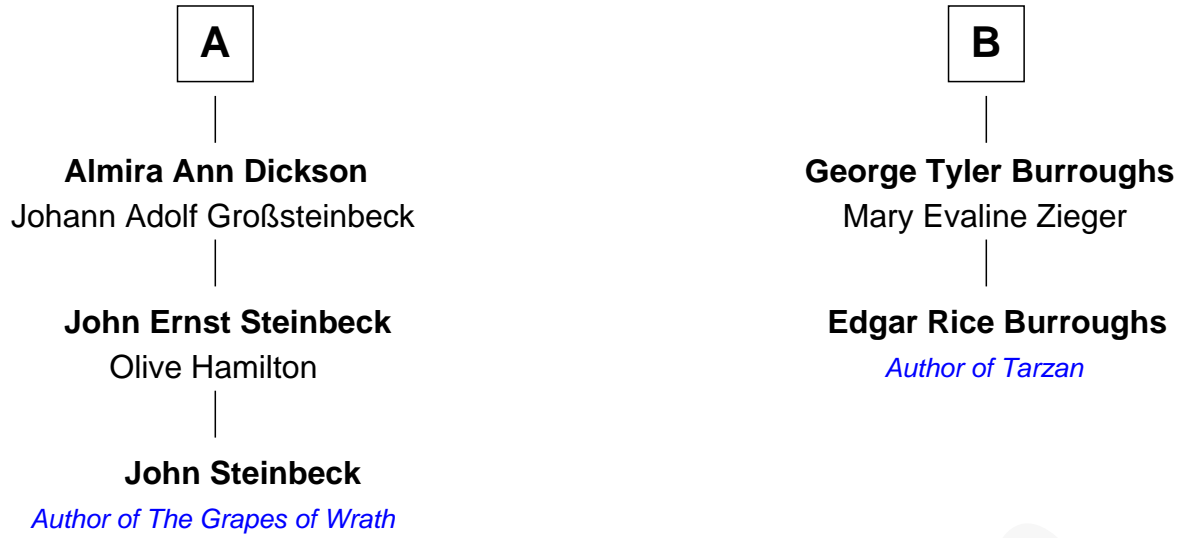 A
Almira Ann Dickson
Johann Adolf Großsteinbeck
John Ernst Steinbeck
Olive Hamilton
John Steinbeck
Author of The Grapes of Wrath
B
George Tyler Burroughs
Mary Evaline Zieger
Edgar Rice Burroughs
Author of Tarzan